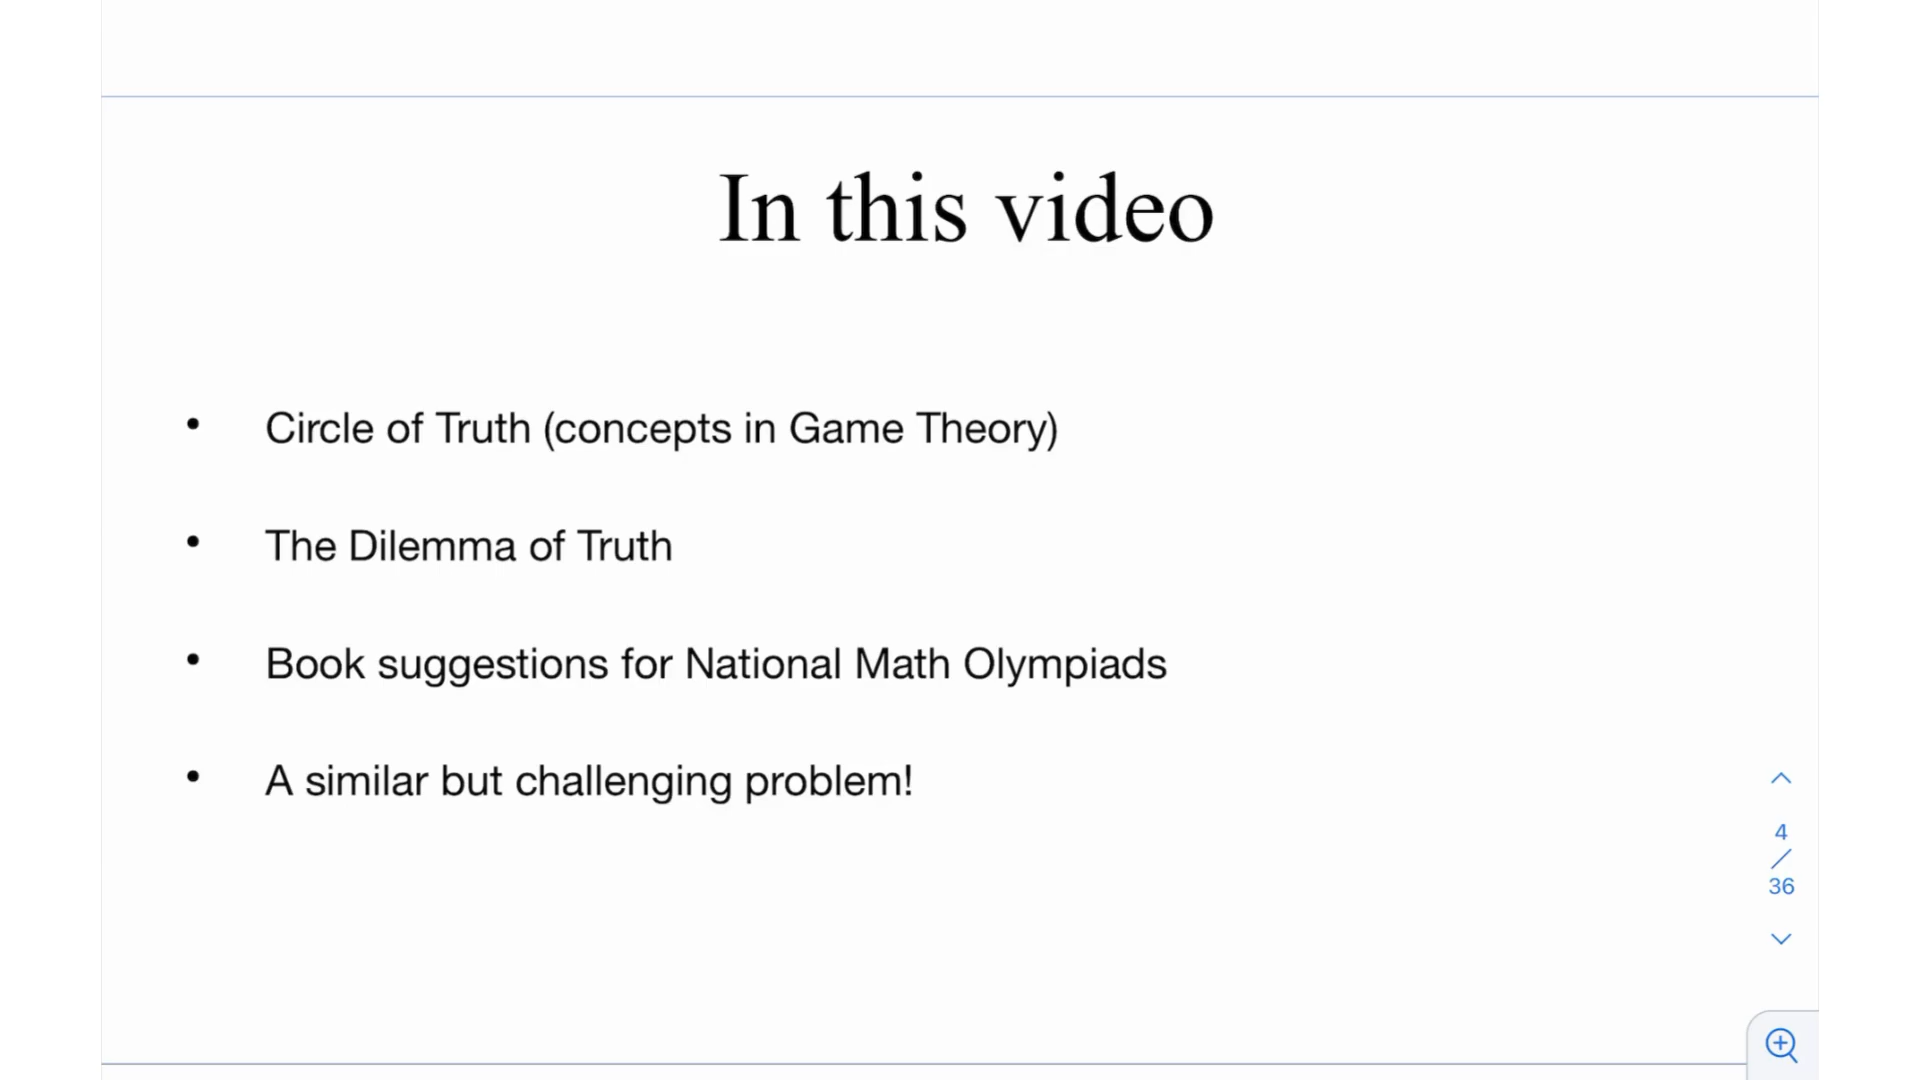 In this video
• Circle of Truth (concepts in Game Theory)
• The Dilemma of Truth
• Book suggestions for National Math Olympiads
• A similar but challenging problem!
4
/
36